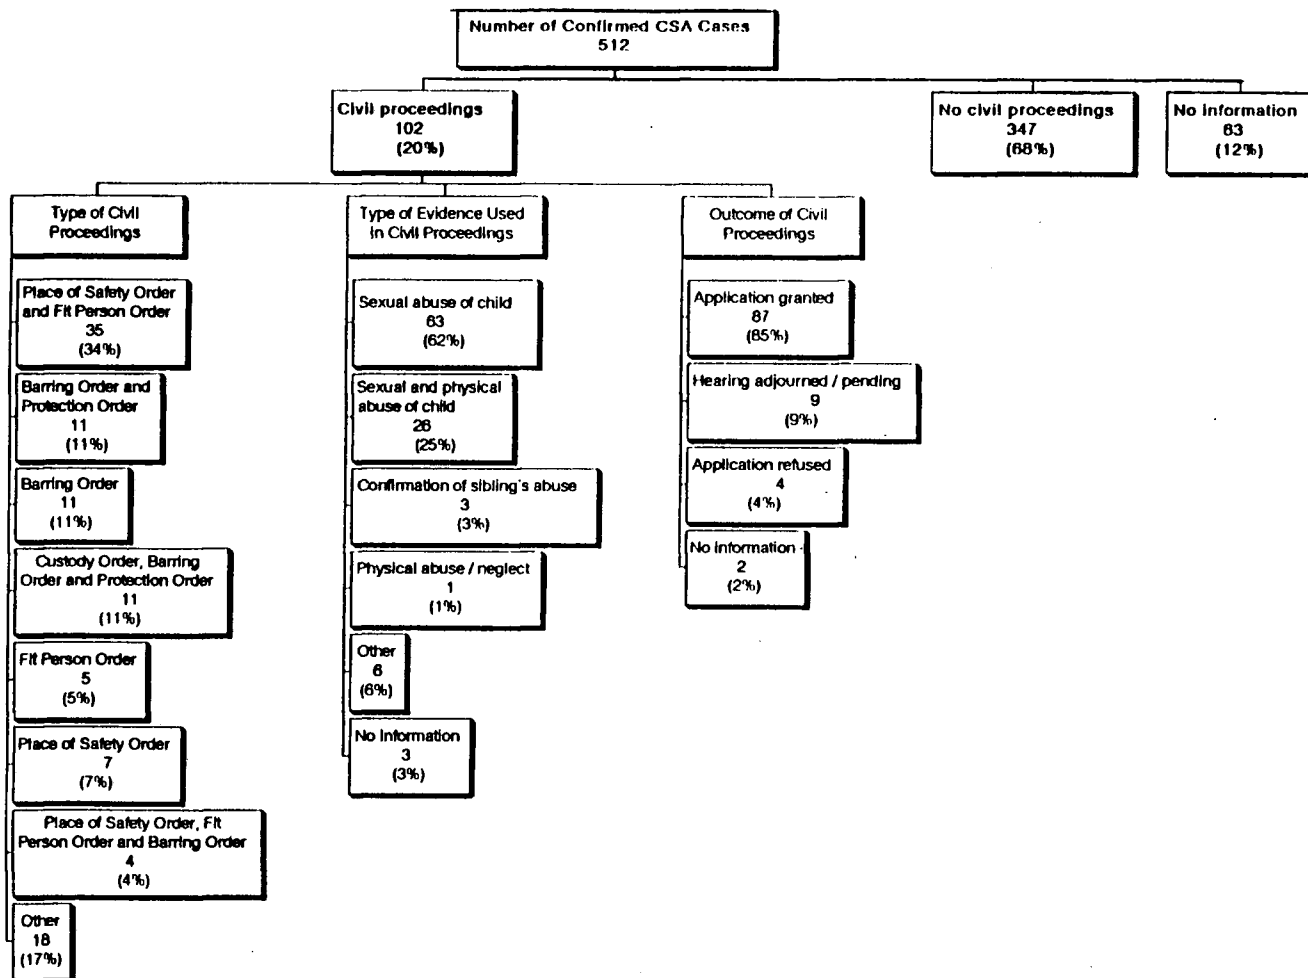 Number of Confirmed CSA Cases
512
Civil proceedings
102
(20%)
No civil proceedings
347
(68%)
No information
63
(12%)
Type of Civil
Proceedings
Place of Safety Order
and Fit Person Order
35
(34%)
Barring Order and
Protection Order
11
(11%)
Barring Order
11
(11%)
Custody Order, Barring
Order and Protection Order
11
(11%)
Fit Person Order
5
(5%)
Place of Safety Order
7
(7%)
Place of Safety Order, Fit
Person Order and Barring Order
4
(4%)
Other
18
(17%)
Type of Evidence Used
in Civil Proceedings
Sexual abuse of child
63
(62%)
Sexual and physical
abuse of child
26
(25%)
Confirmation of sibling's abuse
3
(3%)
Physical abuse / neglect
1
(1%)
Other
6
(6%)
No Information
3
(3%)
Outcome of Civil
Proceedings
Application granted
87
(85%)
Hearing adjourned / pending
9
(9%)
Application refused
4
(4%)
No information
2
(2%)